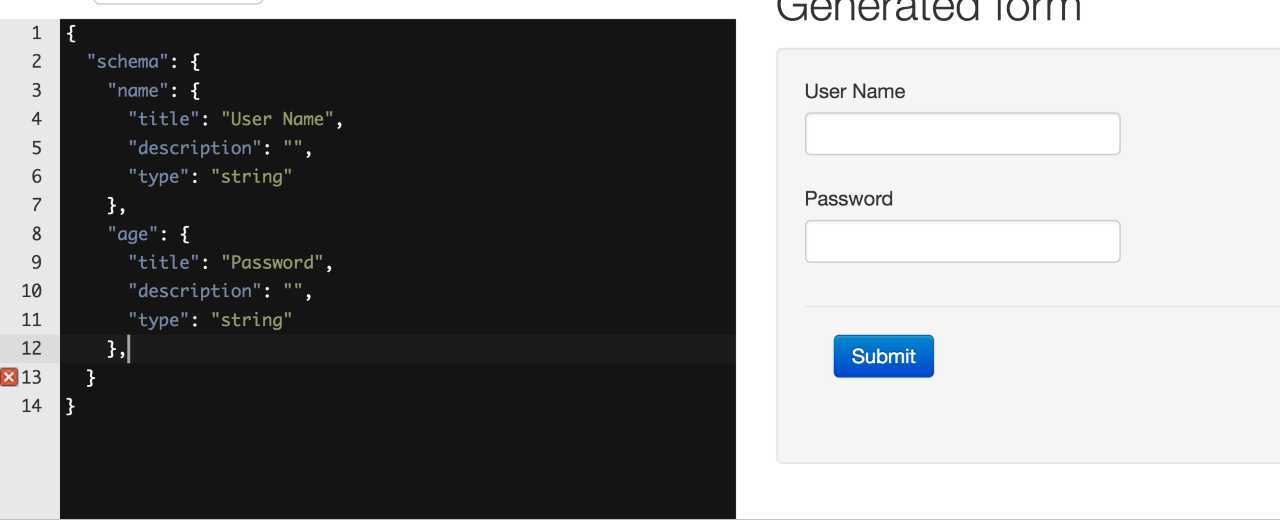 Generated form
1 {
2 "schema": {
3 "name": {
4 "title": "User Name",
5 "description": "",
6 "type": "string"
7 },
8 "age": {
9 "title": "Password",
10 "description": "",
11 "type": "string"
12 },
13 }
14 }
User Name
Password
Submit